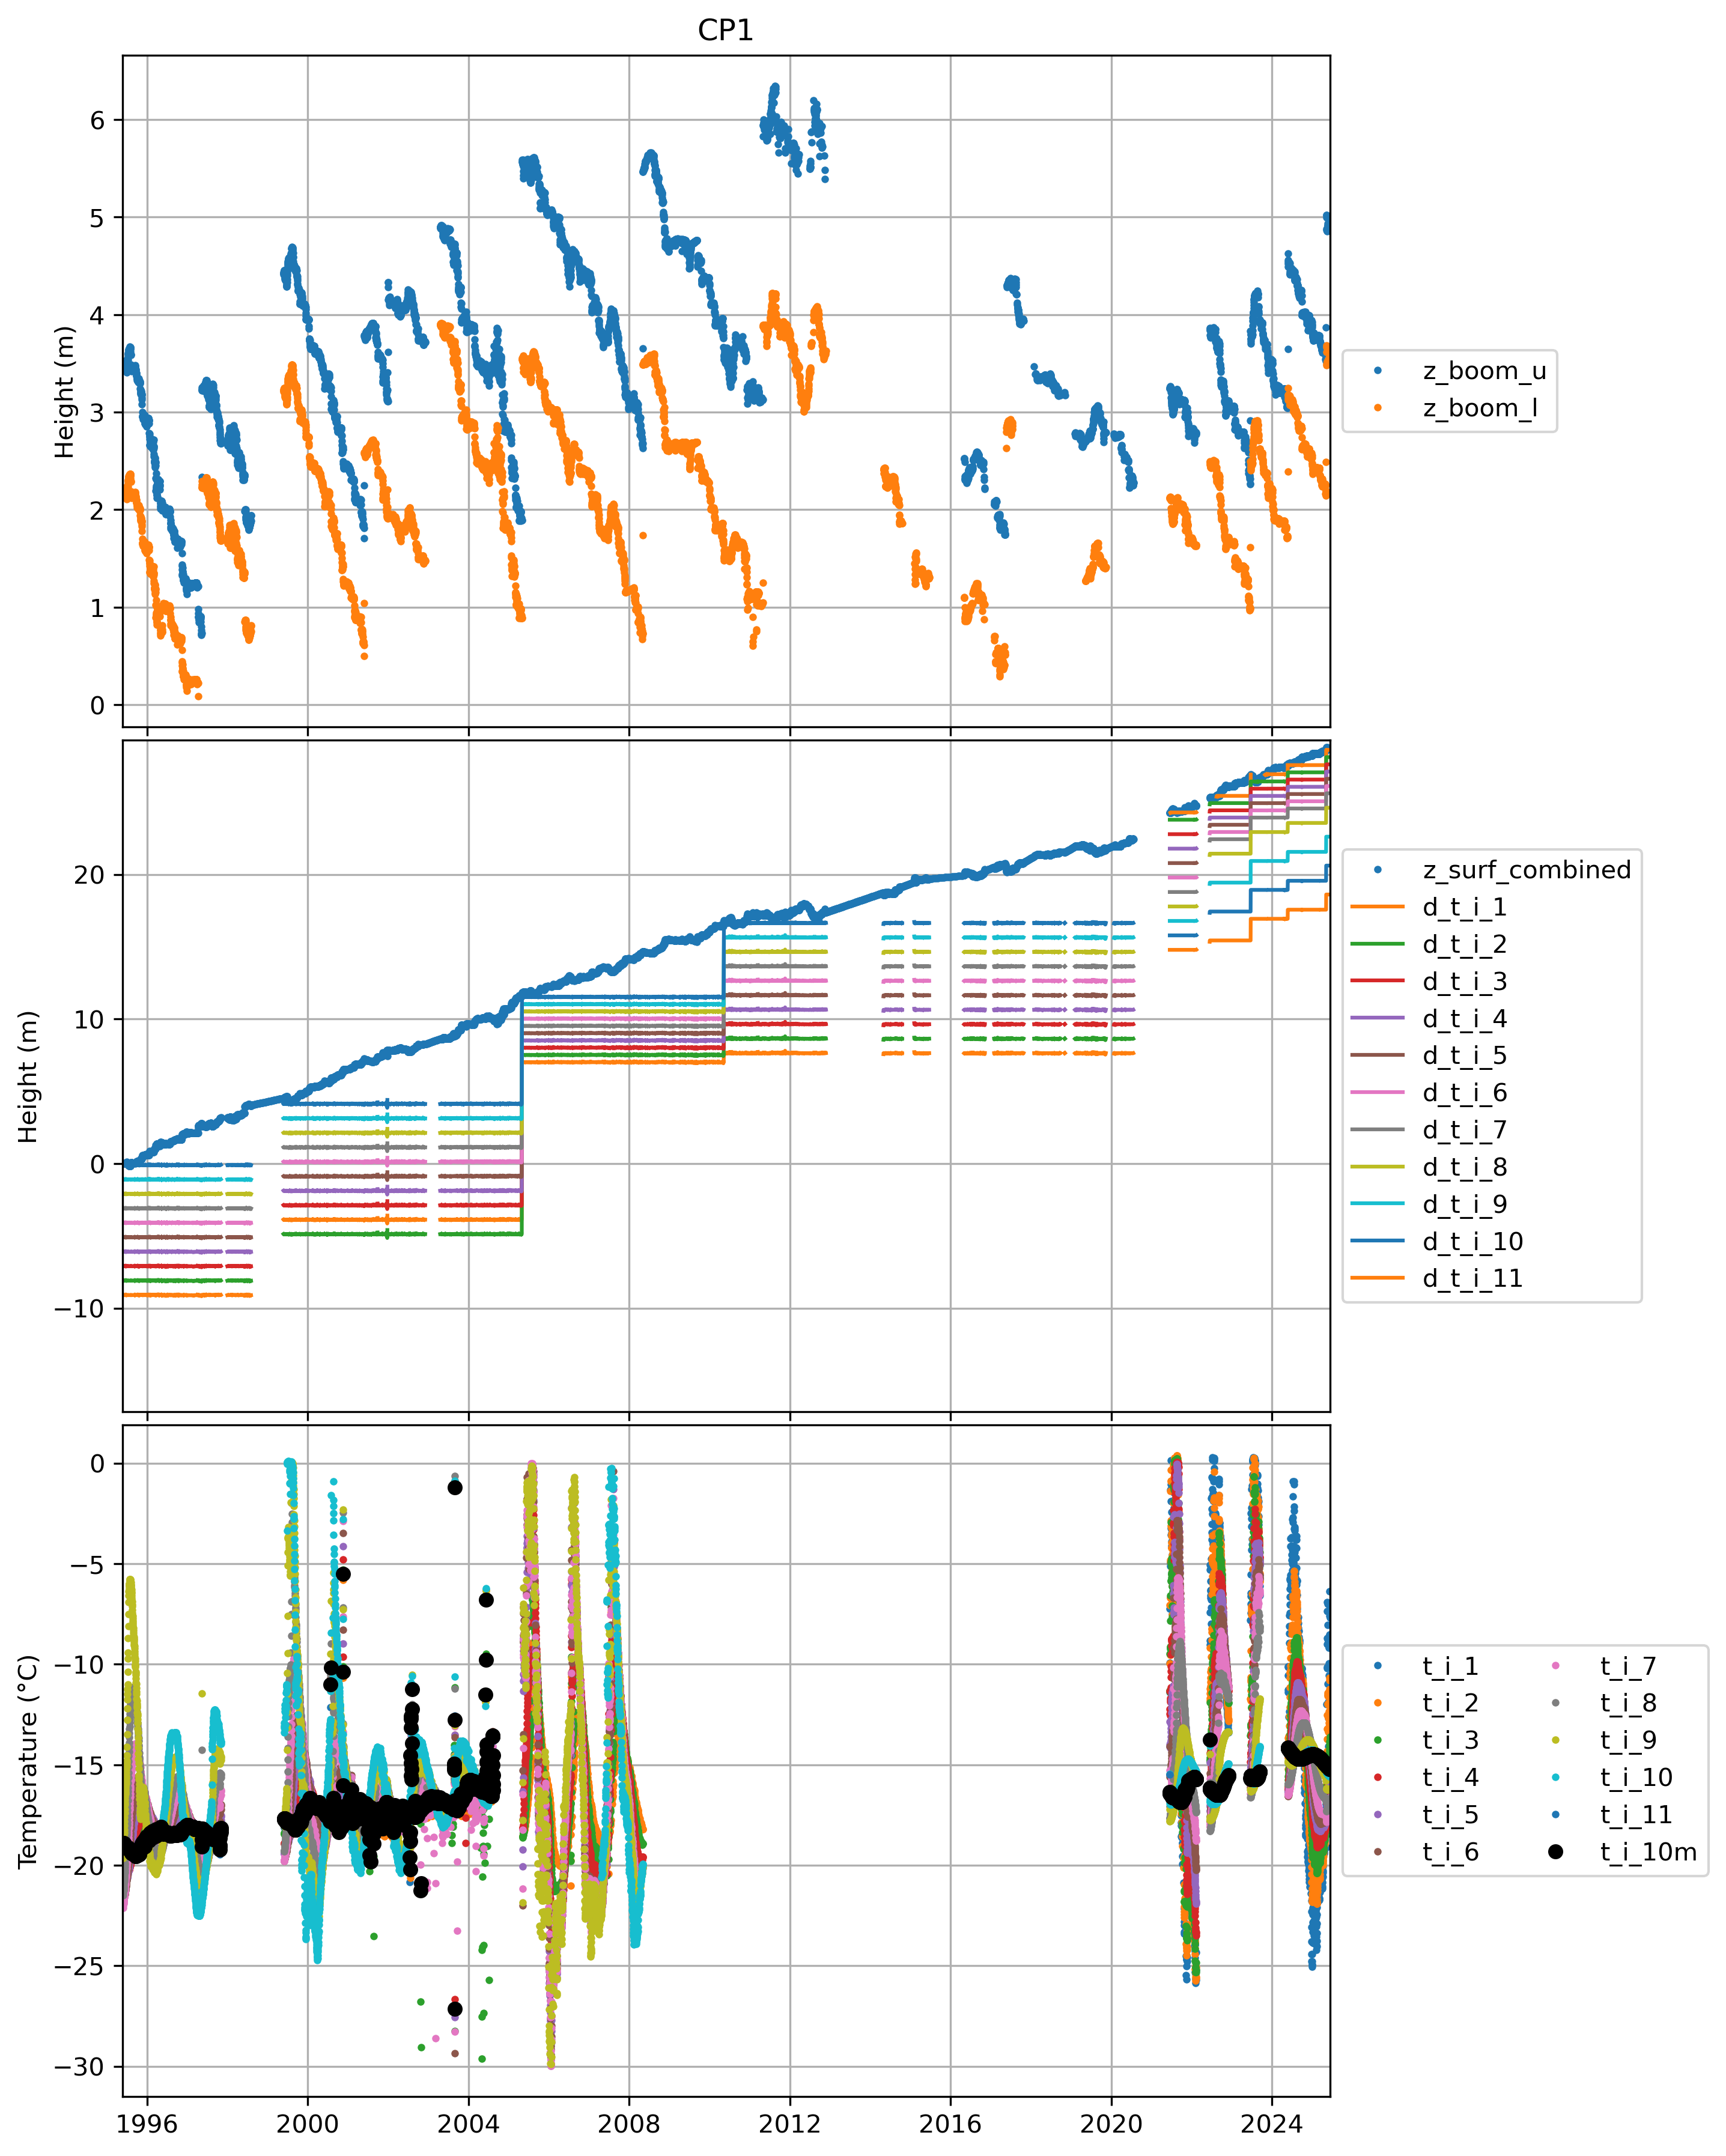 CP1
6
5
4
3
2
1
0
Height (m)
z_boom_u
z_boom_l
20
10
0
−10
Height (m)
z_surf_combined
d_t_i_1
d_t_i_2
d_t_i_3
d_t_i_4
d_t_i_5
d_t_i_6
d_t_i_7
d_t_i_8
d_t_i_9
d_t_i_10
d_t_i_11
0
−5
−10
−15
−20
−25
−30
Temperature (°C)
t_i_1
t_i_2
t_i_3
t_i_4
t_i_5
t_i_6
t_i_7
t_i_8
t_i_9
t_i_10
t_i_11
t_i_10m
1996 2000 2004 2008 2012 2016 2020 2024